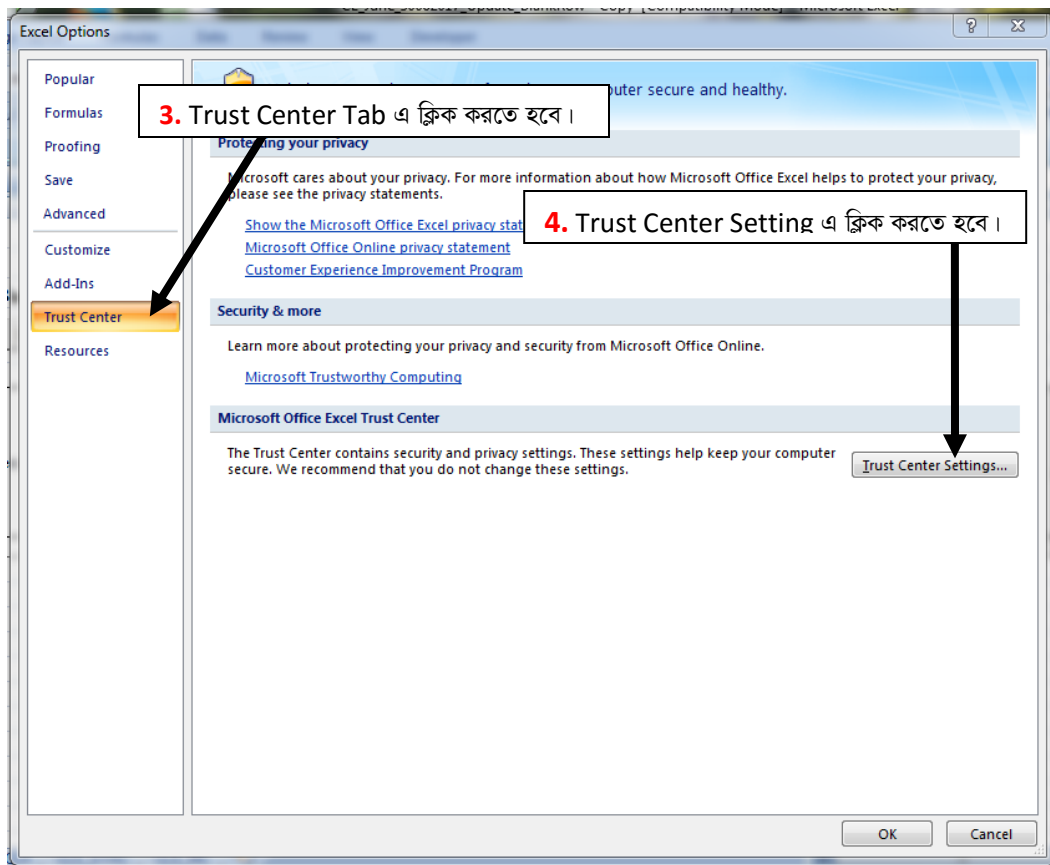 Copy [Compatibility Mode] - Microsoft Excel
Excel Options
Popular
Formulas
Proofing
Save
Advanced
Customize
Add-Ins
Trust Center
Resources
computer secure and healthy.
3. Trust Center Tab এ ক্লিক করতে হবে।
Protecting your privacy
Microsoft cares about your privacy. For more information about how Microsoft Office Excel helps to protect your privacy,
please see the privacy statements.
Show the Microsoft Office Excel privacy
4. Trust Center Setting এ ক্লিক করতে হবে।
Microsoft Office Online privacy statement
Customer Experience Improvement Program
Security & more
Learn more about protecting your privacy and security from Microsoft Office Online.
Microsoft Trustworthy Computing
Microsoft Office Excel Trust Center
The Trust Center contains security and privacy settings. These settings help keep your computer
secure. We recommend that you do not change these settings.
Trust Center Settings...
OK
Cancel